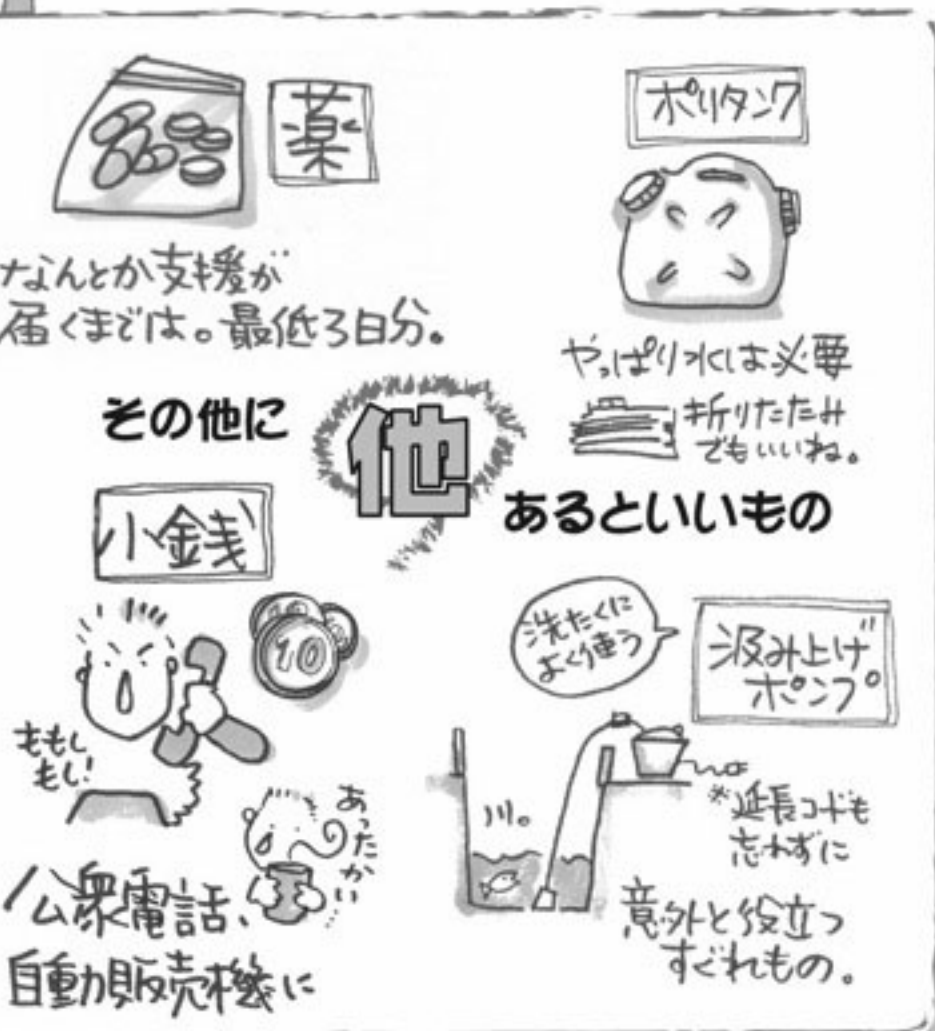 薬
なんとか支援が
届くまでは。最低3日分。
ポリタンク
やっぱり水は必要
折りたたみ
でもいいね。
その他に
他
あるといいもの
小金銭
10
10
ももし
もし!
あったかい…
公衆電話、
自動販売機に
洗たくに
よく使う
汲み上げ
ポンプ
川。
※延長コードも
忘れずに
意外と役立つ
すぐれもの。